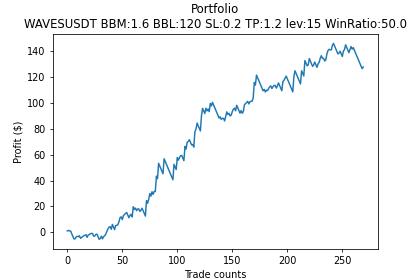 Portfolio
WAVESUSDT BBM:1.6 BBL:120 SL:0.2 TP:1.2 lev:15 WinRatio:50.0
140
120
100
80
60
40
20
0
Profit ($)
0 50 100 150 200 250
Trade counts